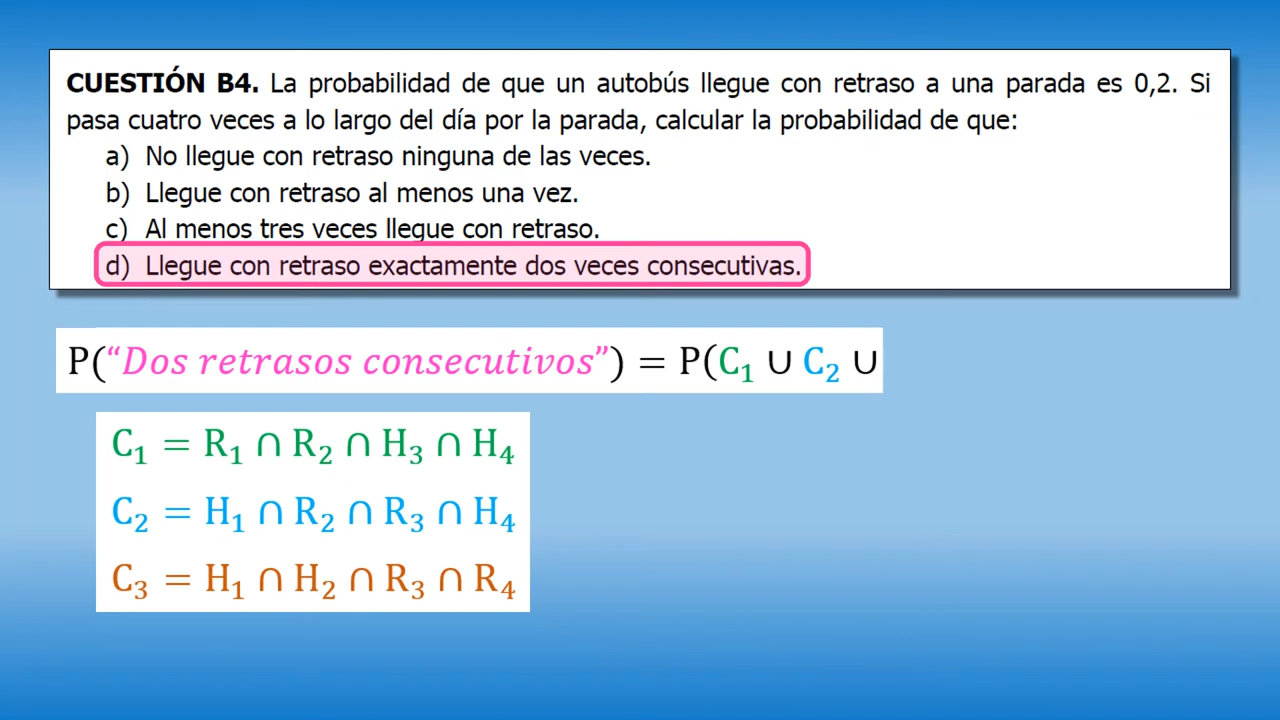 CUESTIÓN B4. La probabilidad de que un autobús llegue con retraso a una parada es 0,2. Si
pasa cuatro veces a lo largo del día por la parada, calcular la probabilidad de que:
a) No llegue con retraso ninguna de las veces.
b) Llegue con retraso al menos una vez.
c) Al menos tres veces llegue con retraso.
d) Llegue con retraso exactamente dos veces consecutivas.
P(“Dos retrasos consecutivos”) = P(C₁ ∪ C₂ ∪
C₁ = R₁ ∩ R₂ ∩ H₃ ∩ H₄
C₂ = H₁ ∩ R₂ ∩ R₃ ∩ H₄
C₃ = H₁ ∩ H₂ ∩ R₃ ∩ R₄